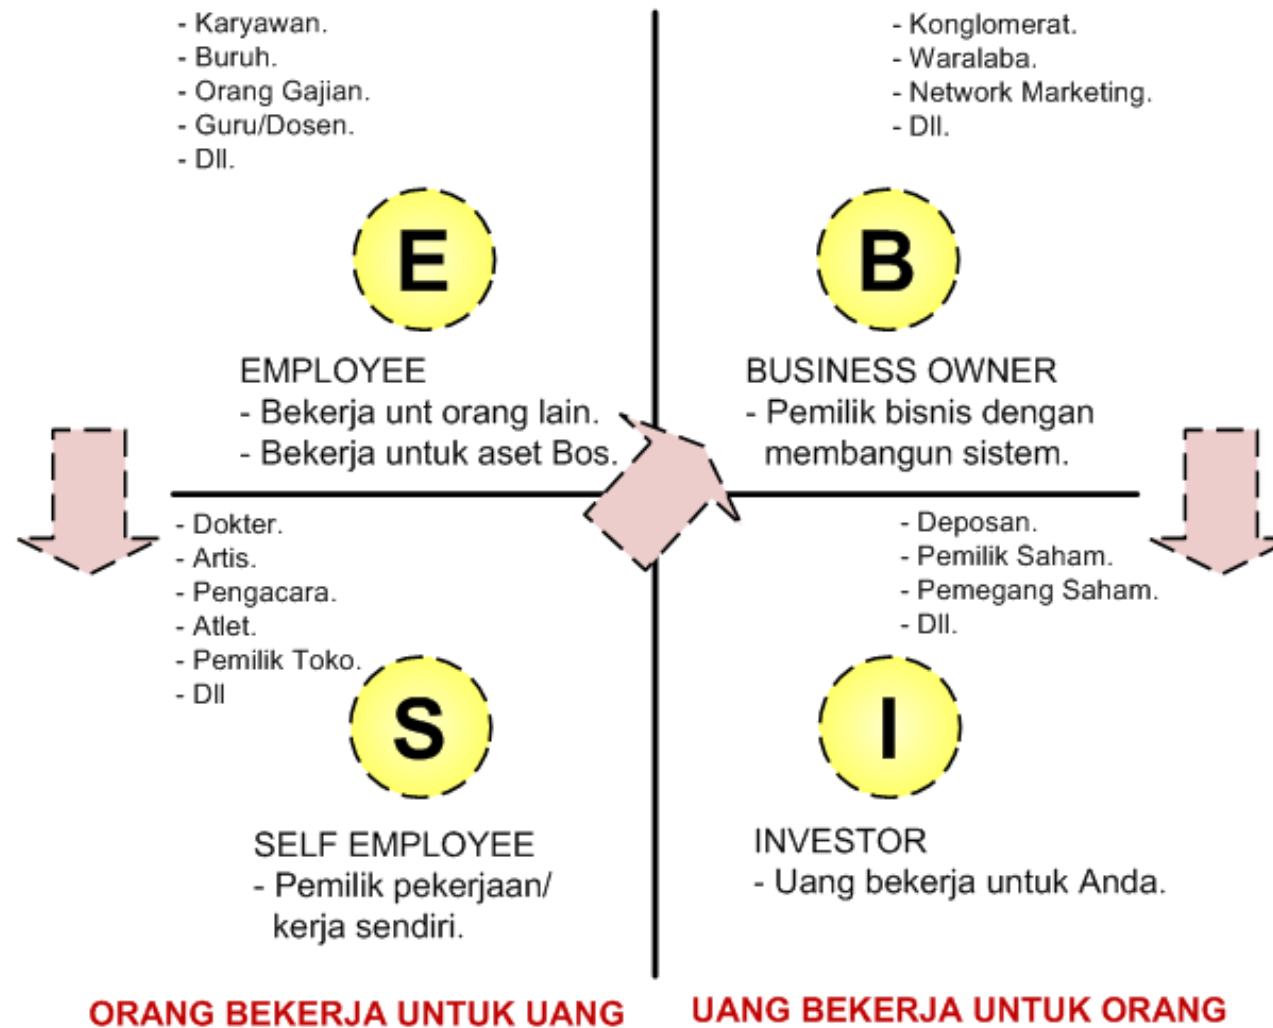 - Karyawan.
- Buruh.
- Orang Gajian.
- Guru/Dosen.
- Dll.
E
EMPLOYEE
- Bekerja unt orang lain.
- Bekerja untuk aset Bos.
- Konglomerat.
- Waralaba.
- Network Marketing.
- Dll.
B
BUSINESS OWNER
- Pemilik bisnis dengan
membangun sistem.
- Dokter.
- Artis.
- Pengacara.
- Atlet.
- Pemilik Toko.
- Dll
S
SELF EMPLOYEE
- Pemilik pekerjaan/
kerja sendiri.
- Deposan.
- Pemilik Saham.
- Pemegang Saham.
- Dll.
I
INVESTOR
- Uang bekerja untuk Anda.
ORANG BEKERJA UNTUK UANG
UANG BEKERJA UNTUK ORANG